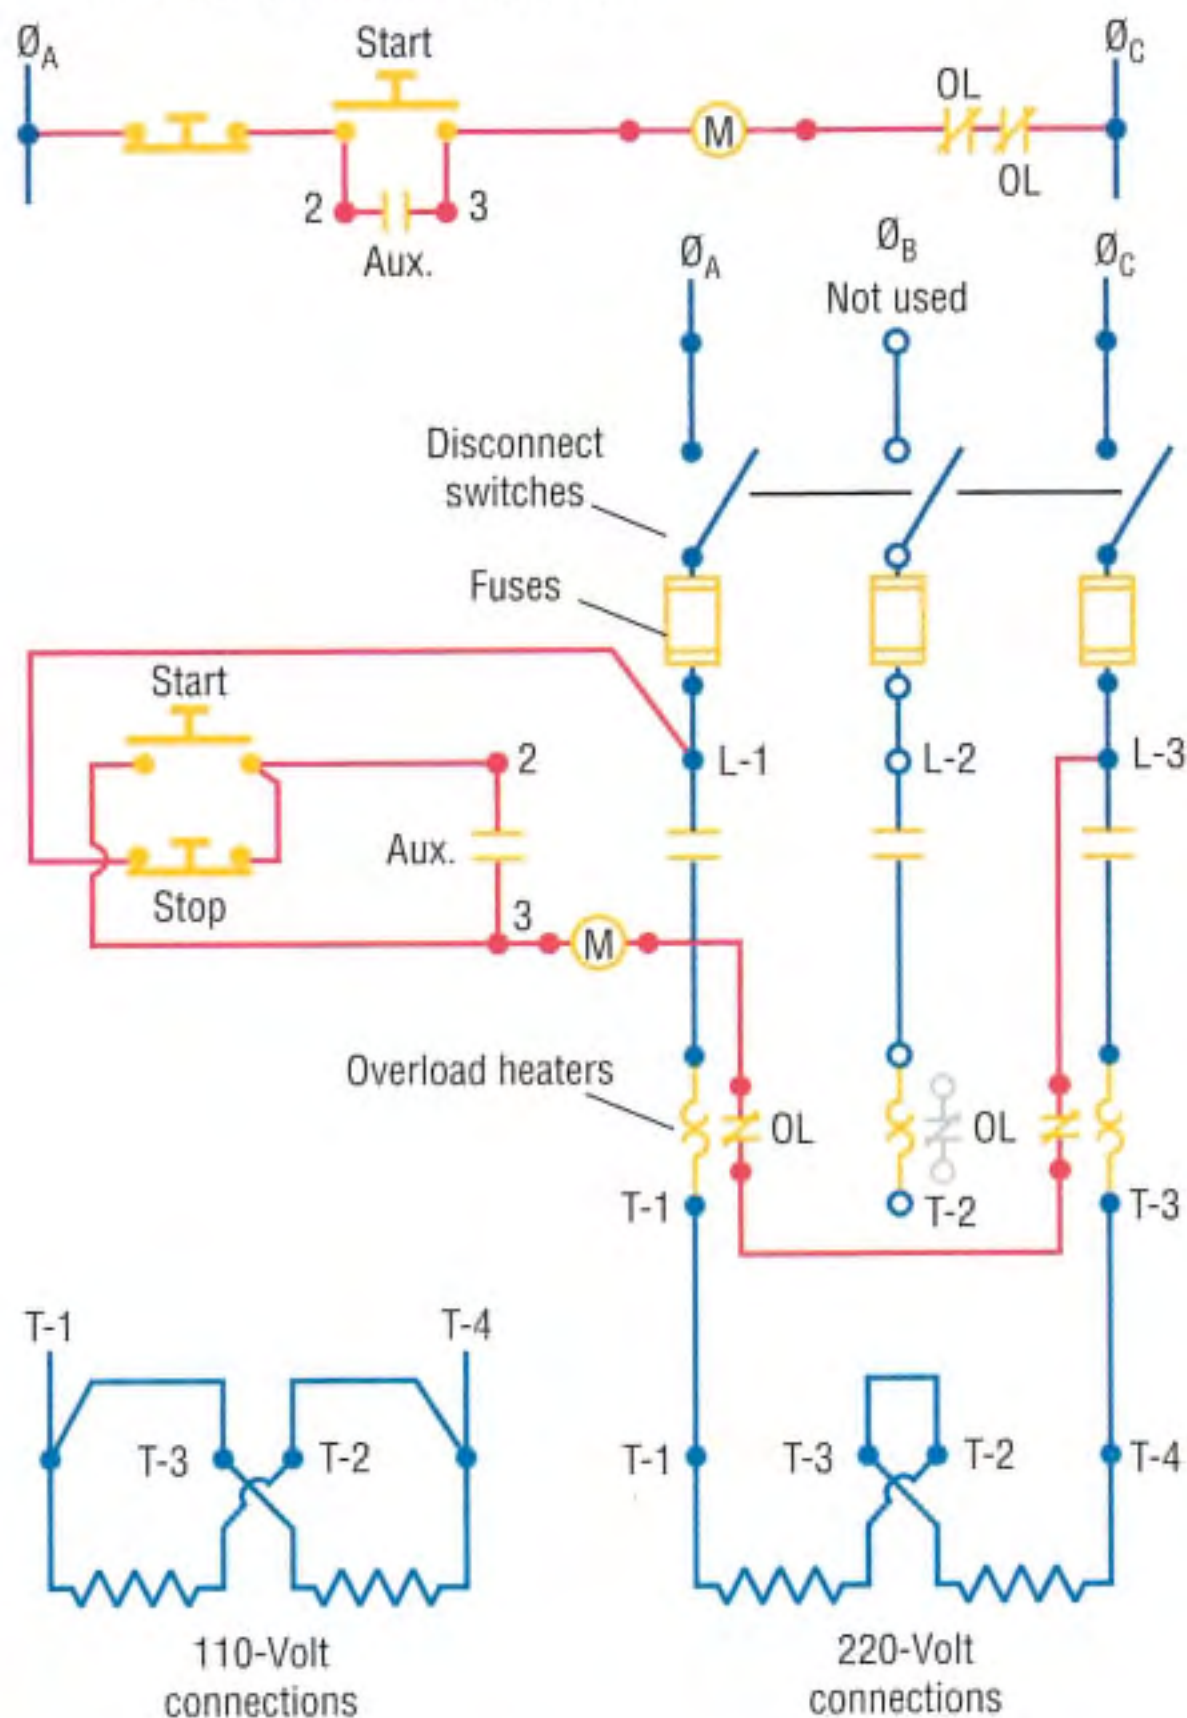 ØA
Start
ØC
OL
M
OL
2
3
Aux.
ØA
ØB
ØC
Not used
Disconnect
switches
Fuses
Start
2
L-1
L-2
L-3
Aux.
Stop
3
M
Overload heaters
OL
OL
T-1
T-2
T-3
T-1
T-4
T-3
T-2
T-1
T-3
T-2
T-4
110-Volt
connections
220-Volt
connections